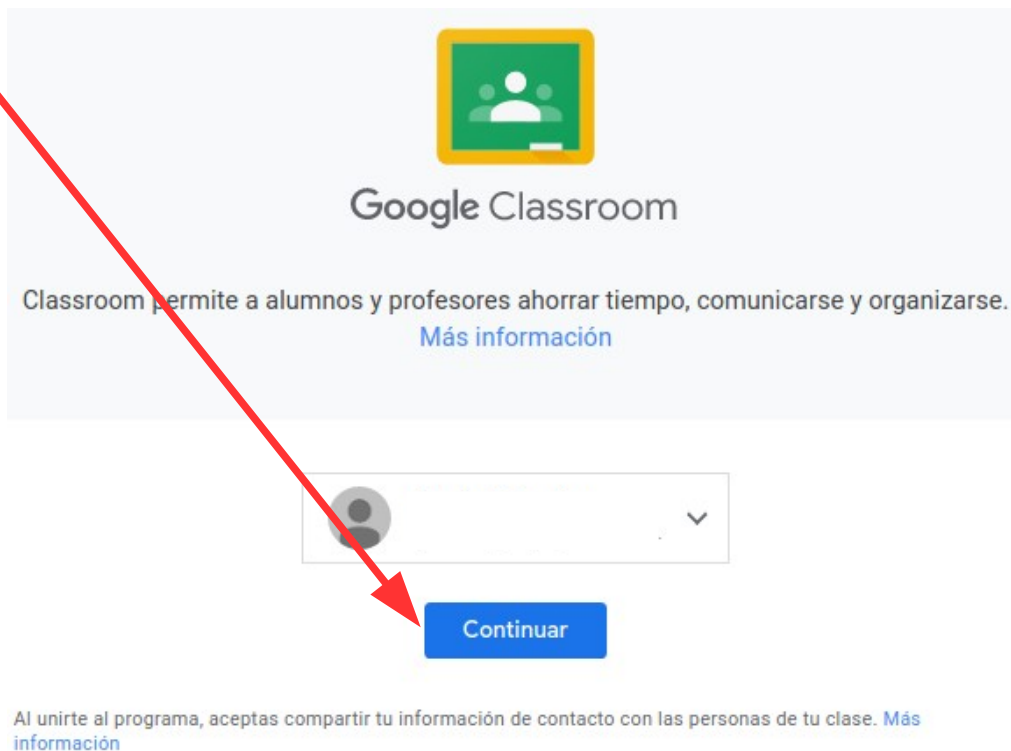 Google Classroom
Classroom permite a alumnos y profesores ahorrar tiempo, comunicarse y organizarse.
Más información
Continuar
Al unirte al programa, aceptas compartir tu información de contacto con las personas de tu clase. Más
información